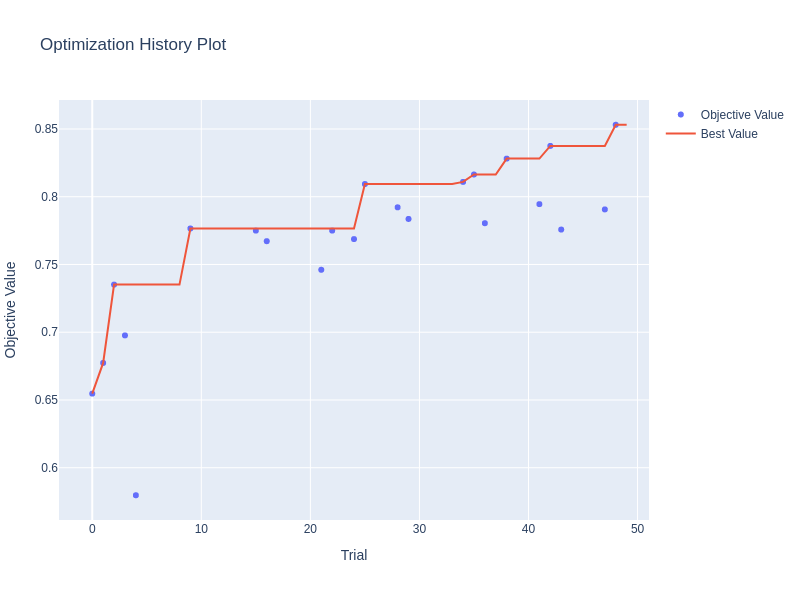 Optimization History Plot
Objective Value
Best Value
0.85
0.8
0.75
0.7
0.65
0.6
Objective Value
0
10
20
30
40
50
Trial